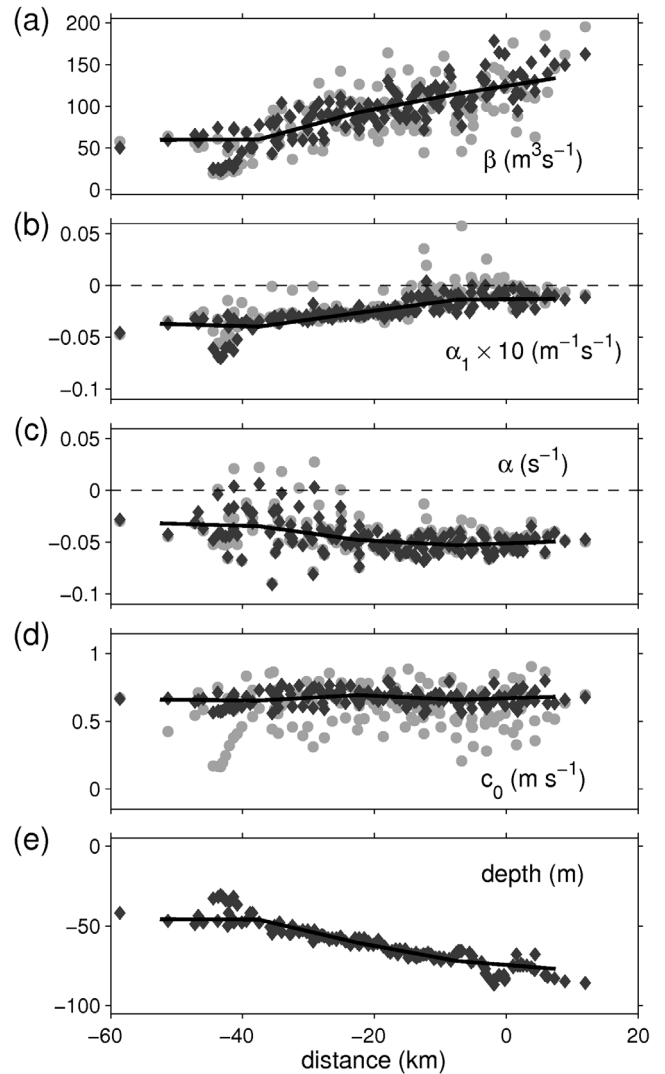 (a)
200
150
100
50
0
β (m³s⁻¹)
(b)
0.05
0
−0.05
−0.1
α₁ × 10 (m⁻¹s⁻¹)
(c)
0.05
0
−0.05
−0.1
α (s⁻¹)
(d)
1
0.5
0
c₀ (m s⁻¹)
(e)
0
−50
−100
depth (m)
−60 −40 −20 0 20
distance (km)